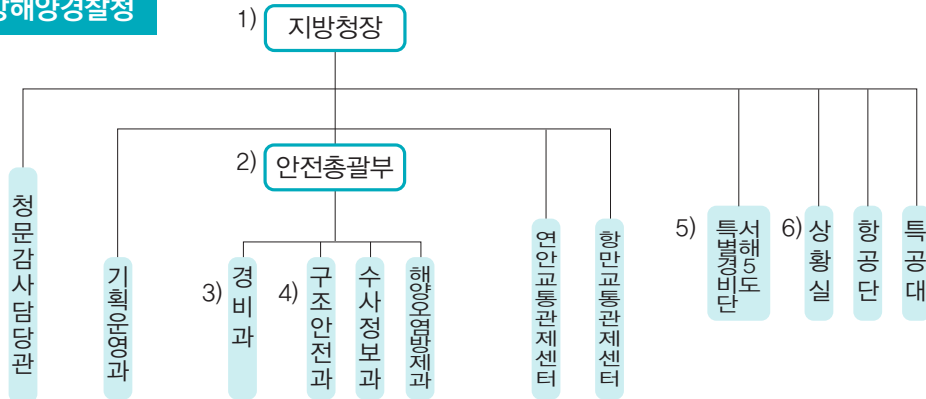 방해양경찰청
1) 지방청장
2) 안전총괄부
청문감사담당관
기획운영과
3) 경비과
4) 구조안전과
수사정보과
해양오염방제과
연안교통관제센터
항만교통관제센터
5) 서해5도
특별경비단
6) 상황실
항공단
특공대